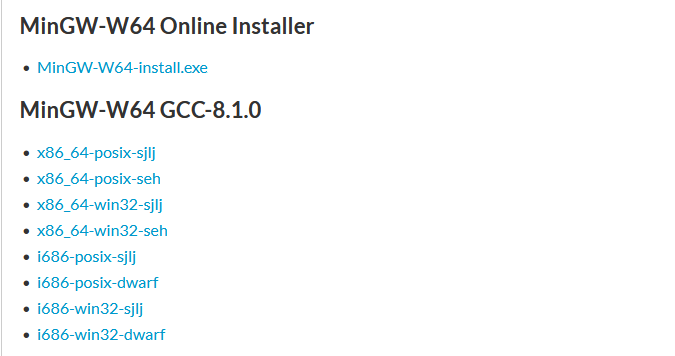 MinGW-W64 Online Installer
MinGW-W64-install.exe
MinGW-W64 GCC-8.1.0
x86_64-posix-sjlj
x86_64-posix-seh
x86_64-win32-sjlj
x86_64-win32-seh
i686-posix-sjlj
i686-posix-dwarf
i686-win32-sjlj
i686-win32-dwarf